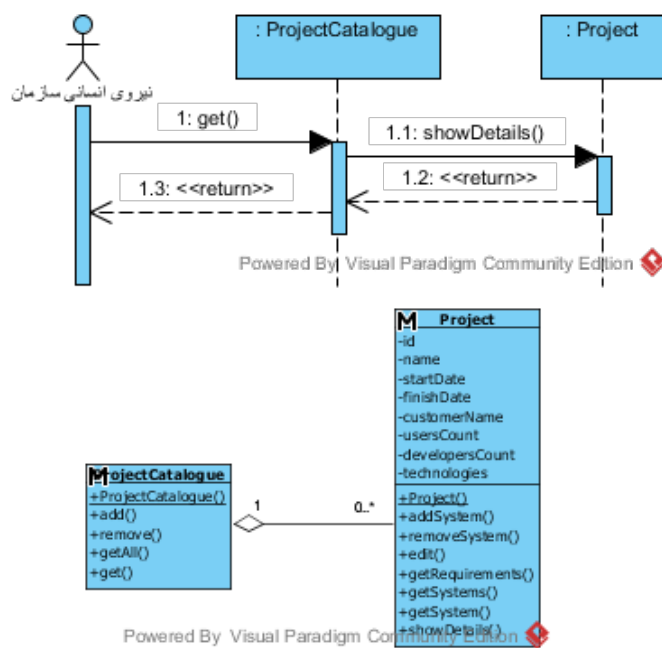 : ProjectCatalogue
: Project
نیروی انسانی سازمان
1: get()
1.1: showDetails()
1.2: <<return>>
1.3: <<return>>
Powered By Visual Paradigm Community Edition
Project
-id
-name
-startDate
-finishDate
-customerName
-usersCount
-developersCount
-technologies
+Project()
+addSystem()
+removeSystem()
+edit()
+getRequirements()
+getSystems()
+getSystem()
+showDetails()
ProjectCatalogue
+ProjectCatalogue()
+add()
+remove()
+getAll()
+get()
1
0..*
Powered By Visual Paradigm Community Edition